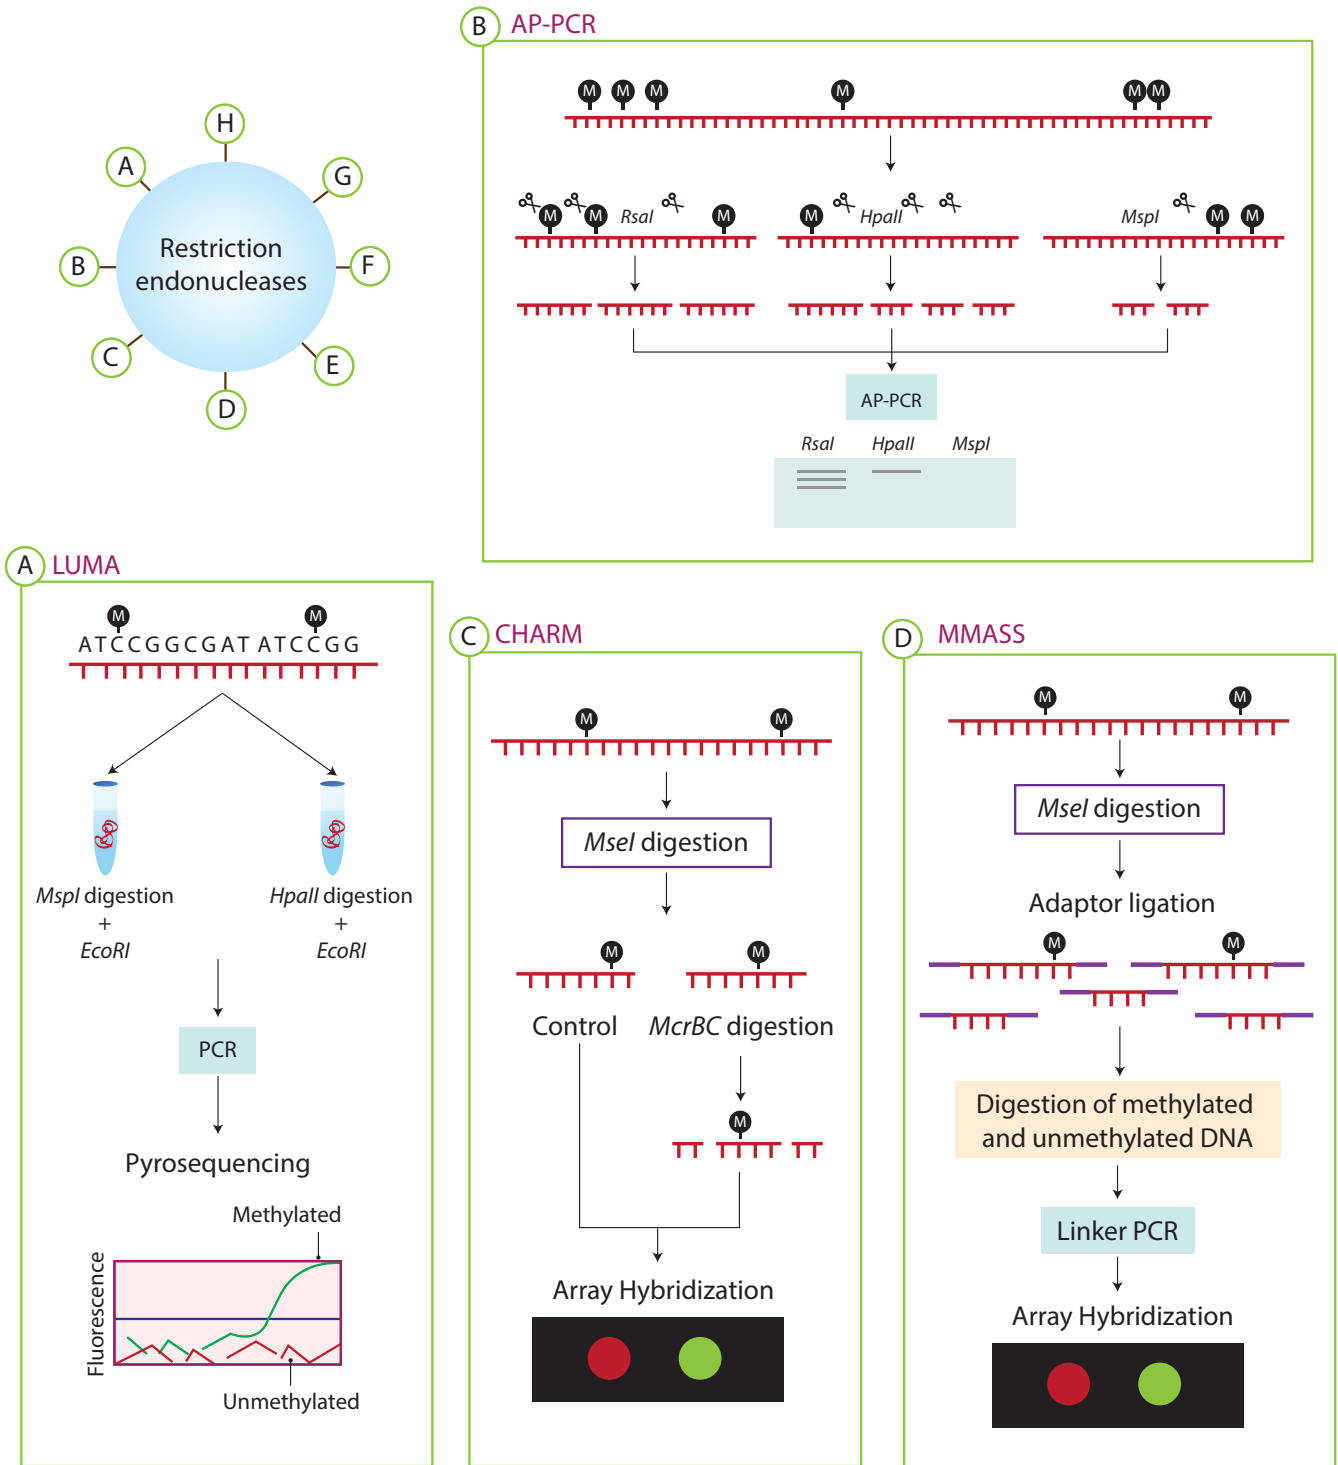 B AP-PCR
M M M M M M
H
A
G
Restriction
endonucleases
B
F
C
E
D
M M RsaI M
M HpaII
MspI M M
AP-PCR
RsaI HpaII MspI
A LUMA
M M
ATCCGGCGAT ATCCGG
MspI digestion
+
EcoRI
HpaII digestion
+
EcoRI
PCR
Pyrosequencing
Methylated
Fluorescence
Unmethylated
C CHARM
M M
MseI digestion
M M
Control McrBC digestion
M
Array Hybridization
D MMASS
M M
MseI digestion
Adaptor ligation
M M
Digestion of methylated
and unmethylated DNA
Linker PCR
Array Hybridization